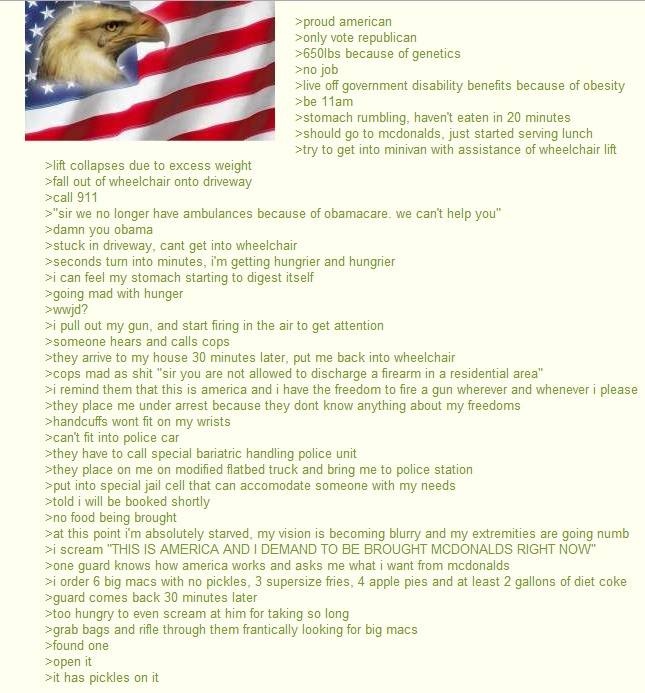 >proud american
>only vote republican
>650lbs because of genetics
>no job
>live off government disability benefits because of obesity
>be 11am
>stomach rumbling, haven't eaten in 20 minutes
>should go to mcdonalds, just started serving lunch
>try to get into minivan with assistance of wheelchair lift
>lift collapses due to excess weight
>fall out of wheelchair onto driveway
>call 911
>"sir we no longer have ambulances because of obamacare. we can't help you"
>damn you obama
>stuck in driveway, cant get into wheelchair
>seconds turn into minutes, i'm getting hungrier and hungrier
>i can feel my stomach starting to digest itself
>going mad with hunger
>wwjd?
>i pull out my gun, and start firing in the air to get attention
>someone hears and calls cops
>they arrive to my house 30 minutes later, put me back into wheelchair
>cops mad as shit "sir you are not allowed to discharge a firearm in a residential area"
>i remind them that this is america and i have the freedom to fire a gun wherever and whenever i please
>they place me under arrest because they dont know anything about my freedoms
>handcuffs wont fit on my wrists
>can't fit into police car
>they have to call special bariatric handling police unit
>they place on me on modified flatbed truck and bring me to police station
>put into special jail cell that can accomodate someone with my needs
>told i will be booked shortly
>no food being brought
>at this point i'm absolutely starved, my vision is becoming blurry and my extremities are going numb
>i scream "THIS IS AMERICA AND I DEMAND TO BE BROUGHT MCDONALDS RIGHT NOW"
>one guard knows how america works and asks me what i want from mcdonalds
>i order 6 big macs with no pickles, 3 supersize fries, 4 apple pies and at least 2 gallons of diet coke
>guard comes back 30 minutes later
>too hungry to even scream at him for taking so long
>grab bags and rifle through them frantically looking for big macs
>found one
>open it
>it has pickles on it